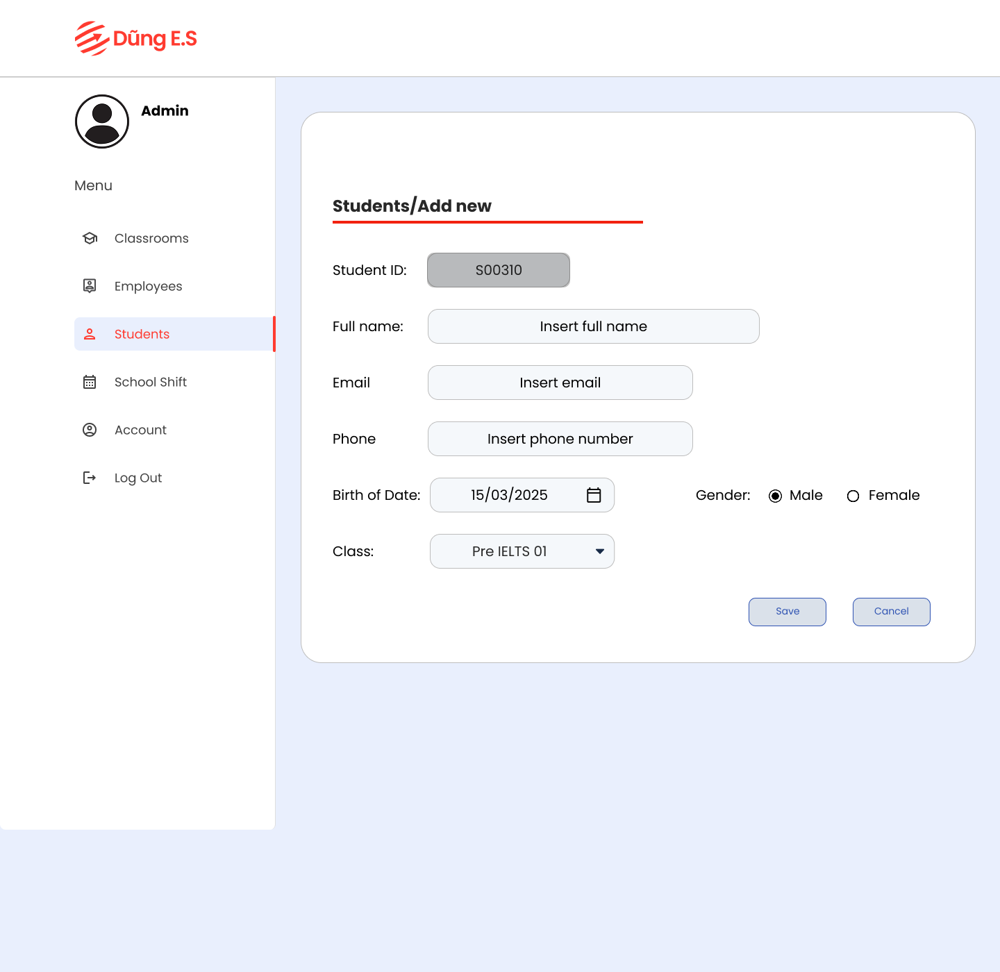 Dũng E.S
Admin
Menu
Classrooms
Employees
Students
School Shift
Account
Log Out
Students/Add new
Student ID: S00310
Full name: Insert full name
Email Insert email
Phone Insert phone number
Birth of Date: 15/03/2025 Gender: Male Female
Class: Pre IELTS 01
Save Cancel